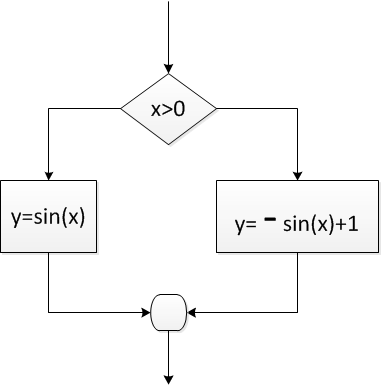 x>0
y=sin(x)
y= - sin(x)+1